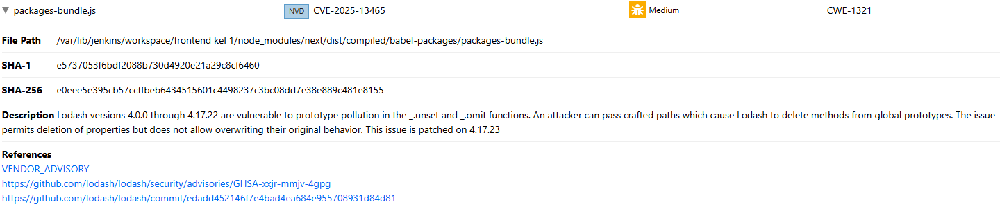 packages-bundle.js NVD CVE-2025-13465 Medium CWE-1321
File Path /var/lib/jenkins/workspace/frontend kel 1/node_modules/next/dist/compiled/babel-packages/packages-bundle.js
SHA-1 e5737053f6bdf2088b730d4920e21a29c8cf6460
SHA-256 e0eee5e395cb57ccffbeb6434515601c4498237c3bc08dd7e38e889c481e8155
Description Lodash versions 4.0.0 through 4.17.22 are vulnerable to prototype pollution in the _.unset and _.omit functions. An attacker can pass crafted paths which cause Lodash to delete methods from global prototypes. The issue
permits deletion of properties but does not allow overwriting their original behavior. This issue is patched on 4.17.23
References
VENDOR_ADVISORY
https://github.com/lodash/lodash/security/advisories/GHSA-xxjr-mmjv-4gpg
https://github.com/lodash/lodash/commit/edadd452146f7e4bad4ea684e955708931d84d81